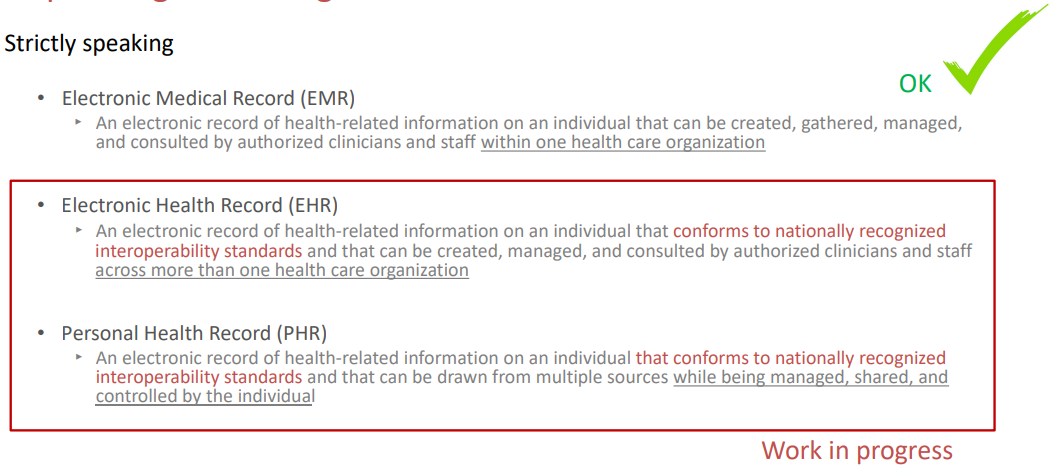 Strictly speaking
OK
• Electronic Medical Record (EMR)
‣ An electronic record of health-related information on an individual that can be created, gathered, managed,
and consulted by authorized clinicians and staff within one health care organization
• Electronic Health Record (EHR)
‣ An electronic record of health-related information on an individual that conforms to nationally recognized
interoperability standards and that can be created, managed, and consulted by authorized clinicians and staff
across more than one health care organization
• Personal Health Record (PHR)
‣ An electronic record of health-related information on an individual that conforms to nationally recognized
interoperability standards and that can be drawn from multiple sources while being managed, shared, and
controlled by the individual
Work in progress